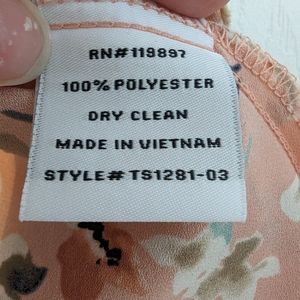 RN#119897
100% POLYESTER
DRY CLEAN
MADE IN VIETNAM
STYLE# TS1281-03